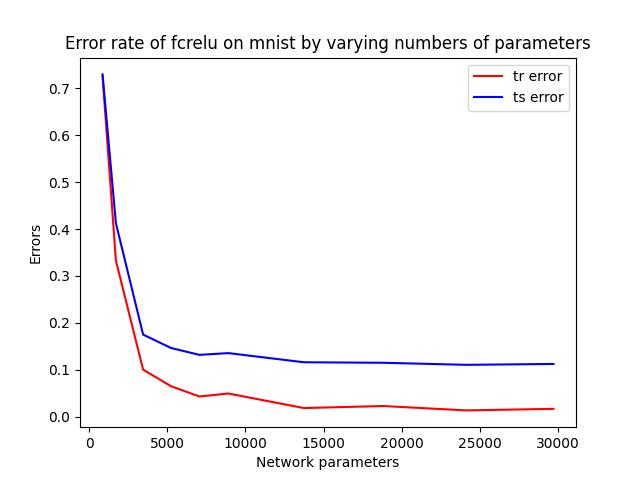 Error rate of fcrelu on mnist by varying numbers of parameters
tr error
ts error
0.7
0.6
0.5
0.4
0.3
0.2
0.1
0.0
Errors
0 5000 10000 15000 20000 25000 30000
Network parameters